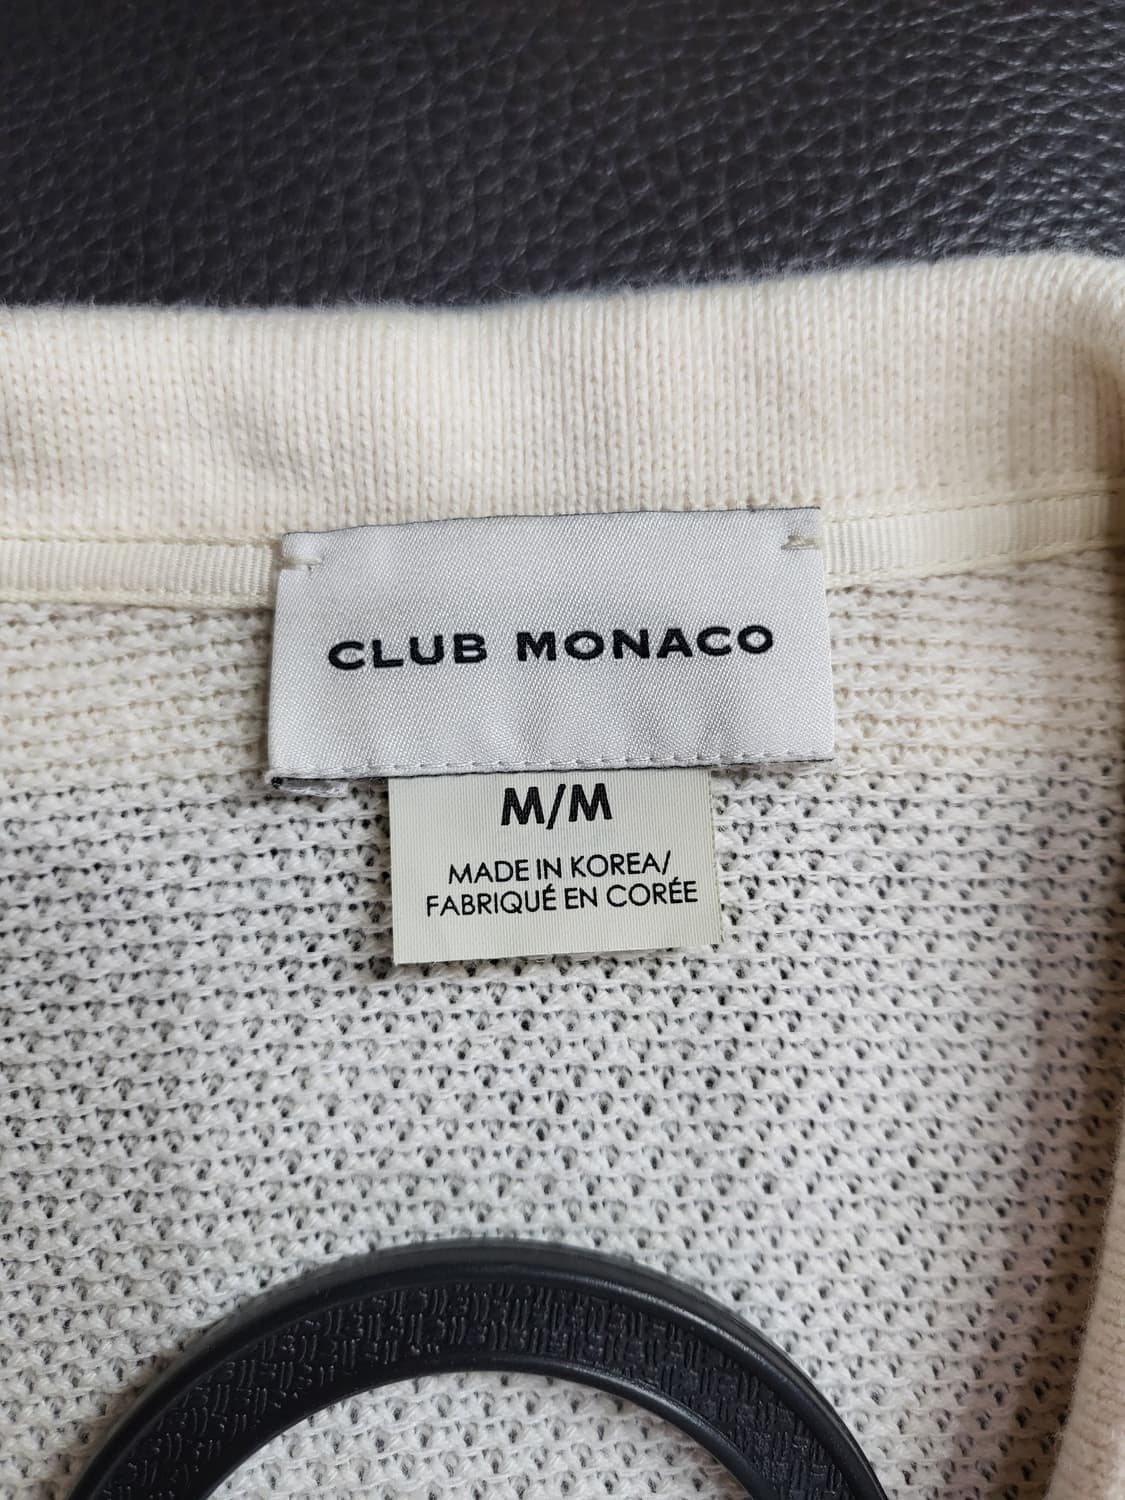 CLUB MONACO
M/M
MADE IN KOREA/
FABRIQUÉ EN CORÉE